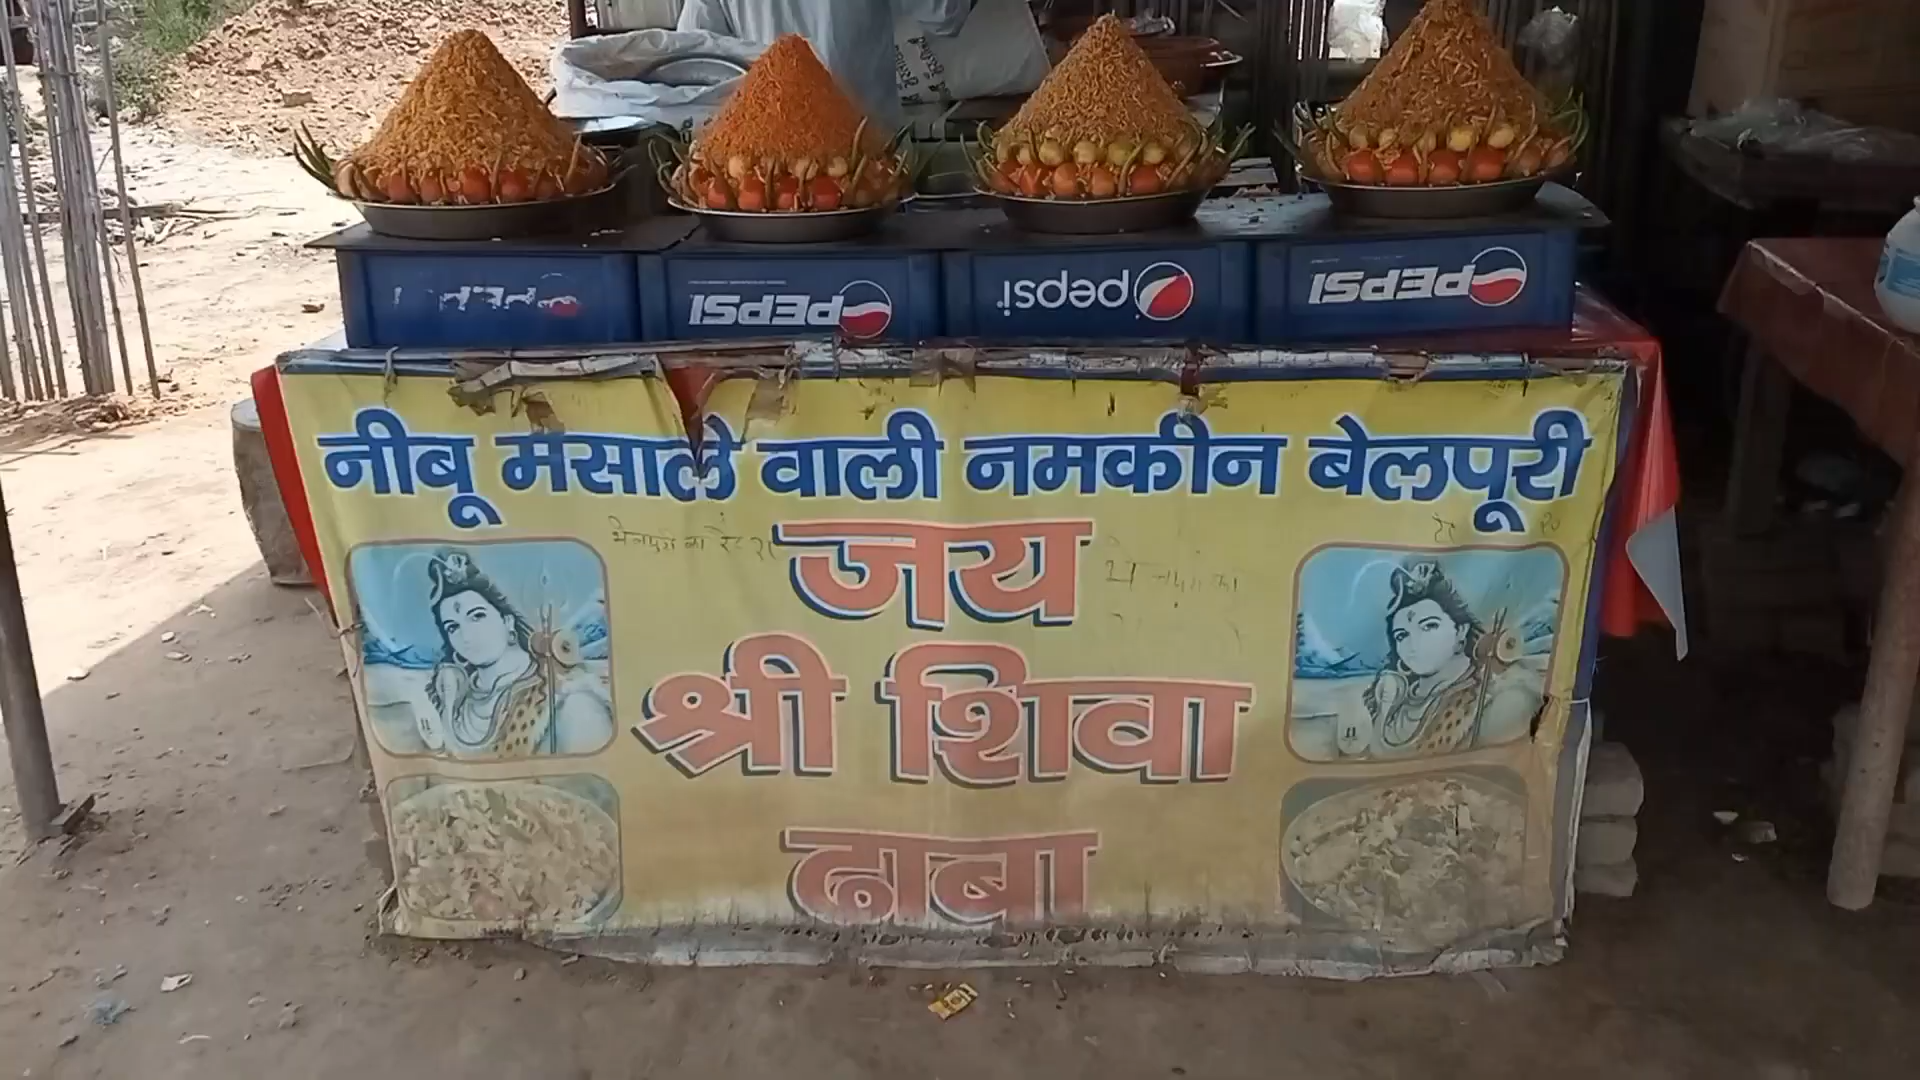 PEPSI
pepsi
PEPSI
नीबू मसाले वाली नमकीन बेलपूरी
जय
श्री शिवा
ढाबा